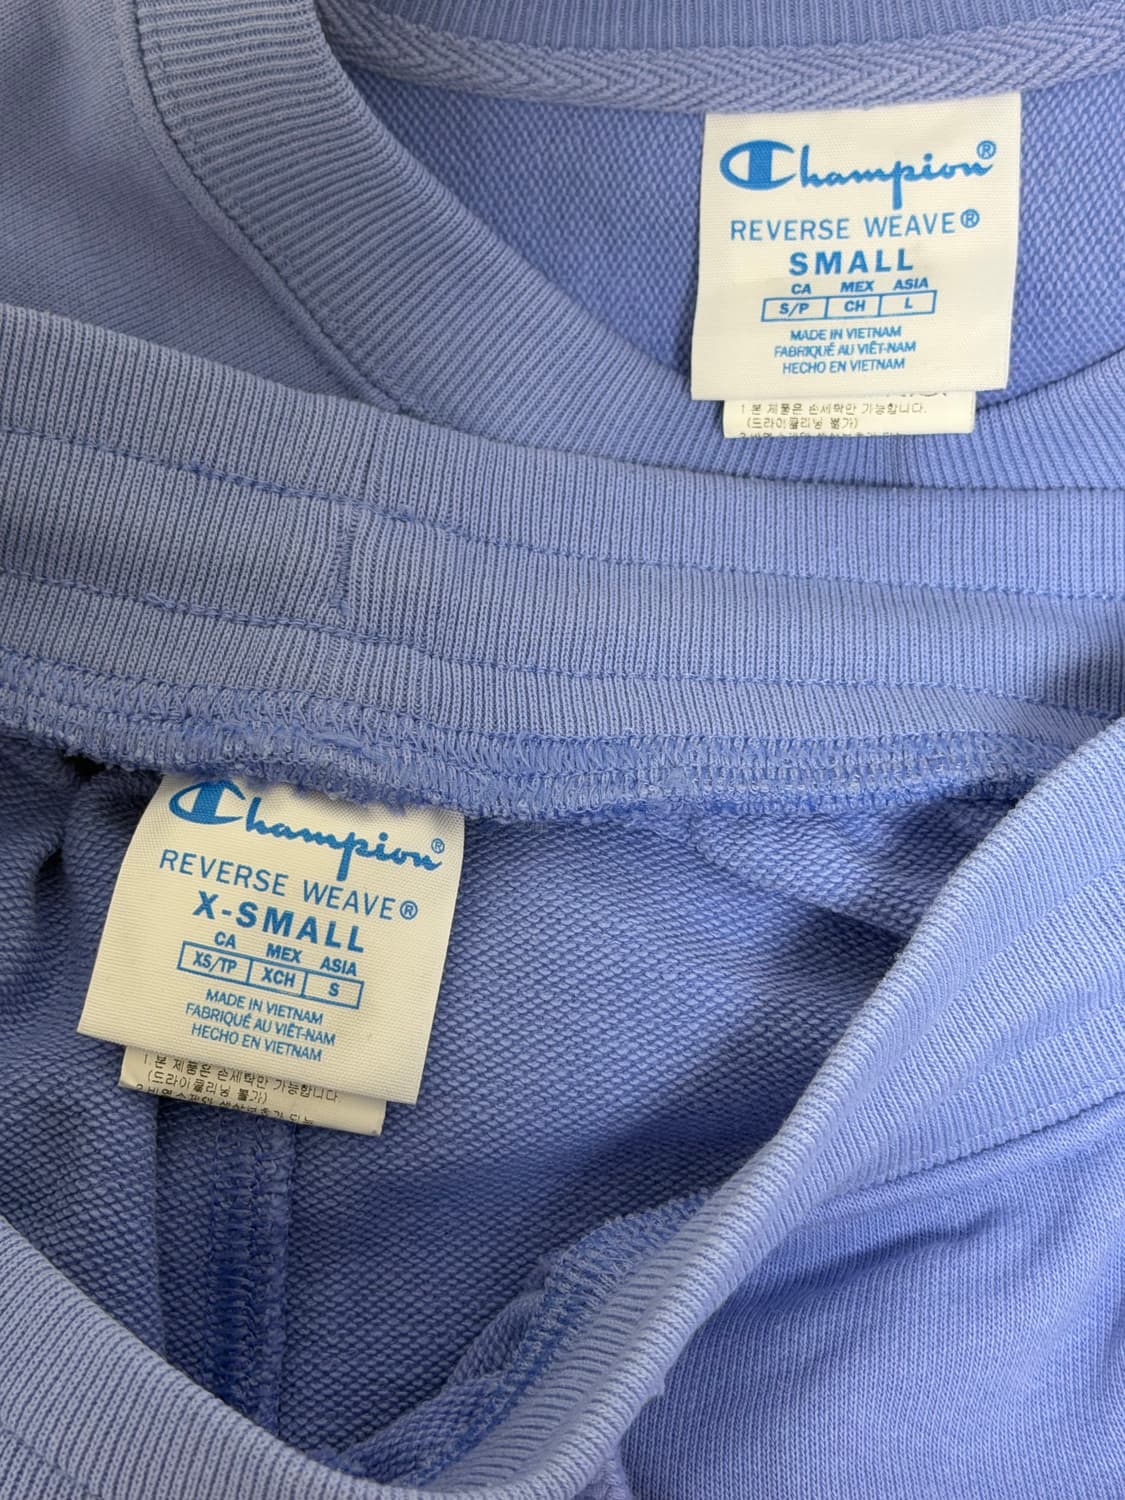 Champion®
REVERSE WEAVE®
SMALL
CA MEX ASIA
S/P CH L
MADE IN VIETNAM
FABRIQUÉ AU VIÊT-NAM
HECHO EN VIETNAM
1.본 제품은 손세탁만 가능합니다.
(드라이클리닝 불가)
Champion®
REVERSE WEAVE®
X-SMALL
CA MEX ASIA
XS/TP XCH S
MADE IN VIETNAM
FABRIQUÉ AU VIÊT-NAM
HECHO EN VIETNAM
1.본 제품은 손세탁만 가능합니다.
(드라이클리닝 불가)